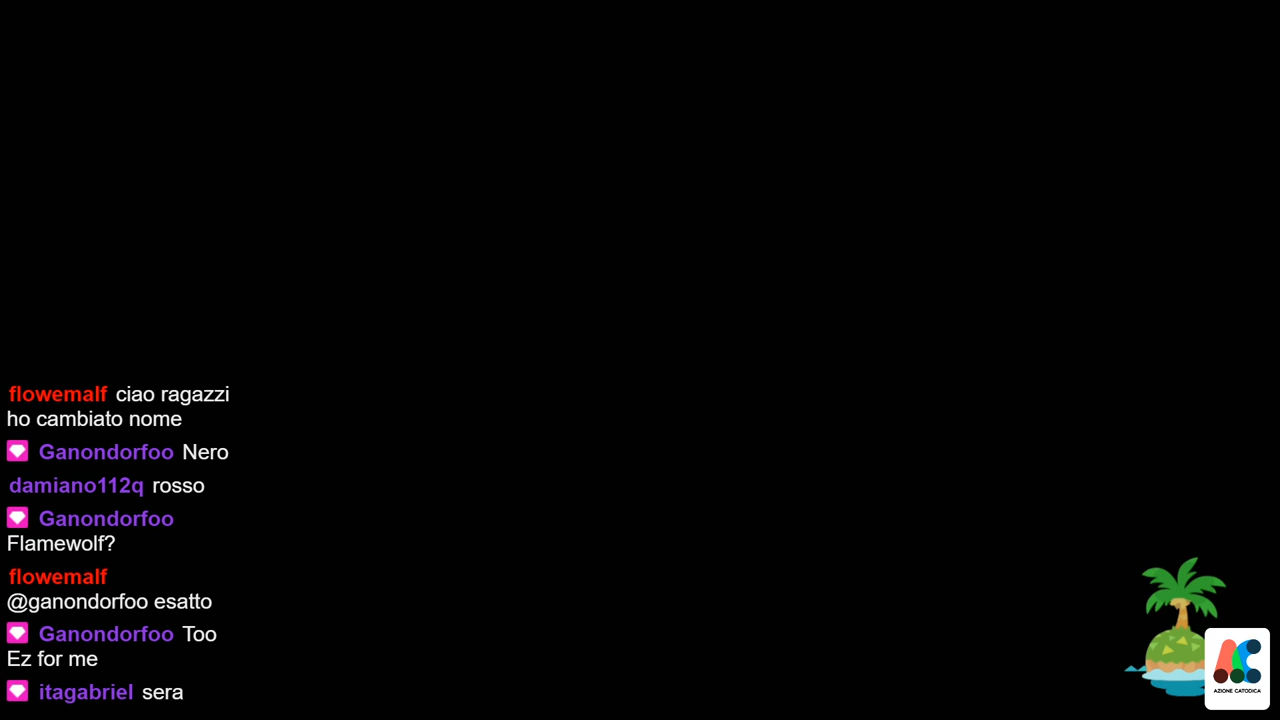 flowemalf ciao ragazzi
ho cambiato nome
Ganondorfoo Nero
damiano112q rosso
Ganondorfoo
Flamewolf?
flowemalf
@ganondorfoo esatto
Ganondorfoo Too
Ez for me
itagabriel sera
AZIONE CATODICA